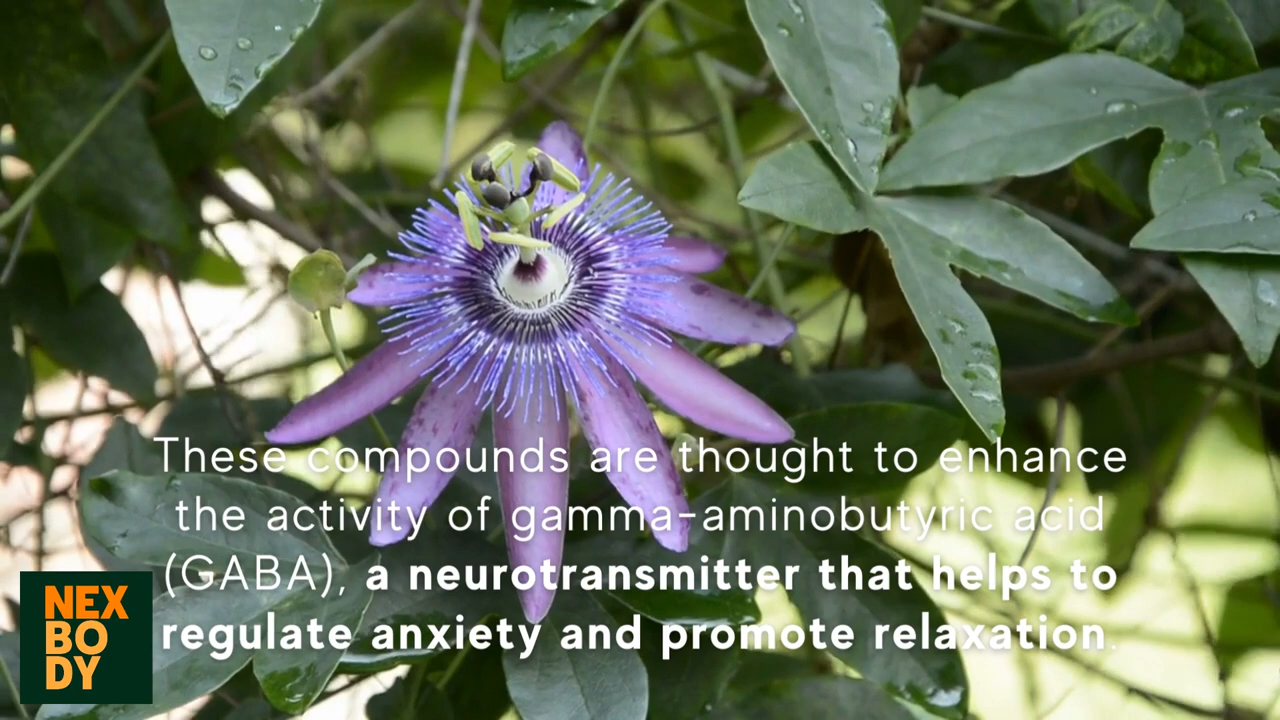 These compounds are thought to enhance
the activity of gamma-aminobutyric acid
(GABA), a neurotransmitter that helps to
regulate anxiety and promote relaxation.
NEX
BO
DY